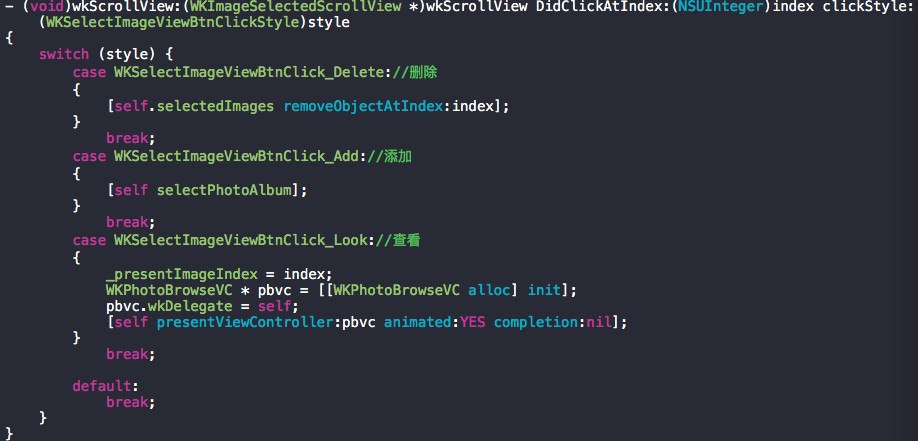 - (void)wkScrollView:(WKImageSelectedScrollView *)wkScrollView DidClickAtIndex:(NSUInteger)index clickStyle:
    (WKSelectImageViewBtnClickStyle)style
{
    switch (style) {
        case WKSelectImageViewBtnClick_Delete://删除
        {
            [self.selectedImages removeObjectAtIndex:index];
        }
            break;
        case WKSelectImageViewBtnClick_Add://添加
        {
            [self selectPhotoAlbum];
        }
            break;
        case WKSelectImageViewBtnClick_Look://查看
        {
            _presentImageIndex = index;
            WKPhotoBrowseVC * pbvc = [[WKPhotoBrowseVC alloc] init];
            pbvc.wkDelegate = self;
            [self presentViewController:pbvc animated:YES completion:nil];
        }
            break;

        default:
            break;
    }
}